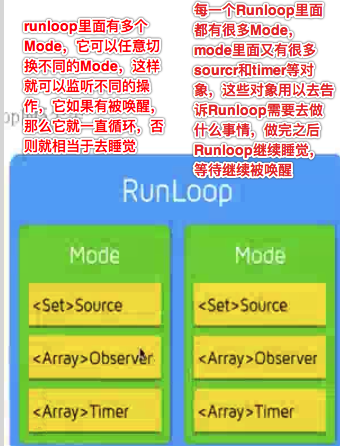 runloop里面有多个
Mode，它可以任意切
换不同的Mode，这样
就可以监听不同的操
作，它如果有被唤醒，
那么它就一直循环，否
则就相当于去睡觉
每一个Runloop里面
都有很多Mode，
mode里面又有很多
sourcr和timer等对
象，这些对象用以去告
诉Runloop需要去做
什么事情，做完之后
Runloop继续睡觉，
等待继续被唤醒
RunLoop
Mode
<Set>Source
<Array>Observer
<Array>Timer
Mode
<Set>Source
<Array>Observer
<Array>Timer